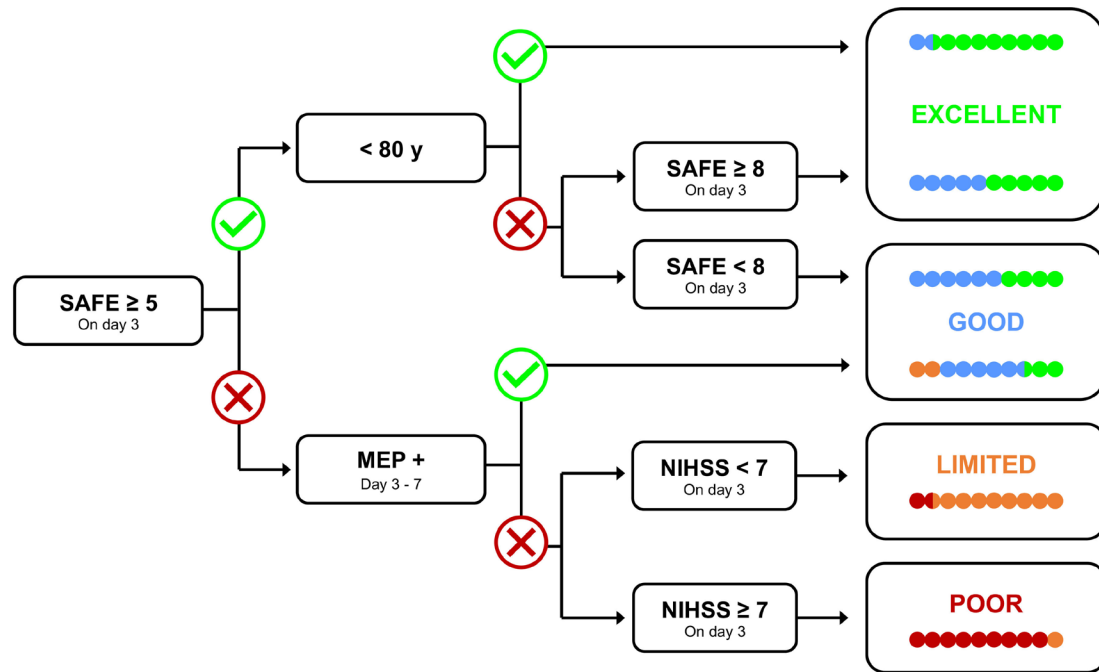 SAFE ≥ 5
On day 3
< 80 y
SAFE ≥ 8
On day 3
SAFE < 8
On day 3
MEP +
Day 3 - 7
NIHSS < 7
On day 3
NIHSS ≥ 7
On day 3
EXCELLENT
GOOD
LIMITED
POOR